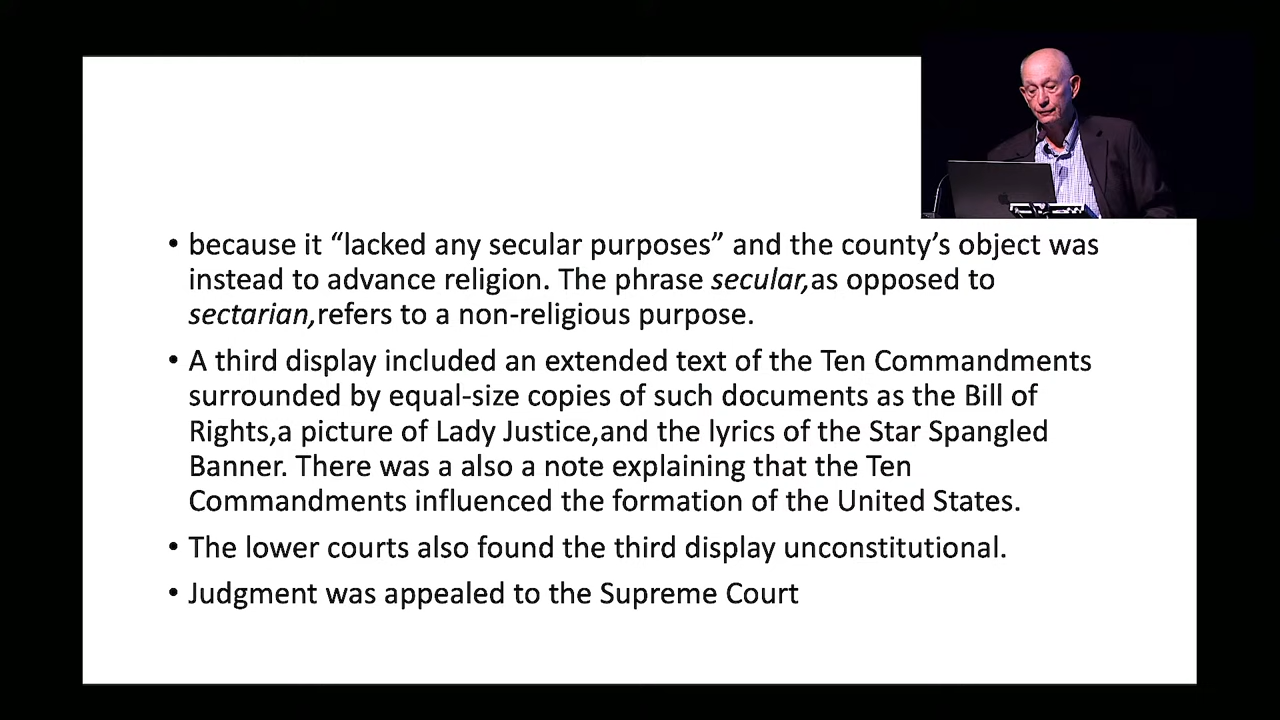 • because it “lacked any secular purposes” and the county’s object was
instead to advance religion. The phrase secular,as opposed to
sectarian,refers to a non-religious purpose.
• A third display included an extended text of the Ten Commandments
surrounded by equal-size copies of such documents as the Bill of
Rights,a picture of Lady Justice,and the lyrics of the Star Spangled
Banner. There was a also a note explaining that the Ten
Commandments influenced the formation of the United States.
• The lower courts also found the third display unconstitutional.
• Judgment was appealed to the Supreme Court